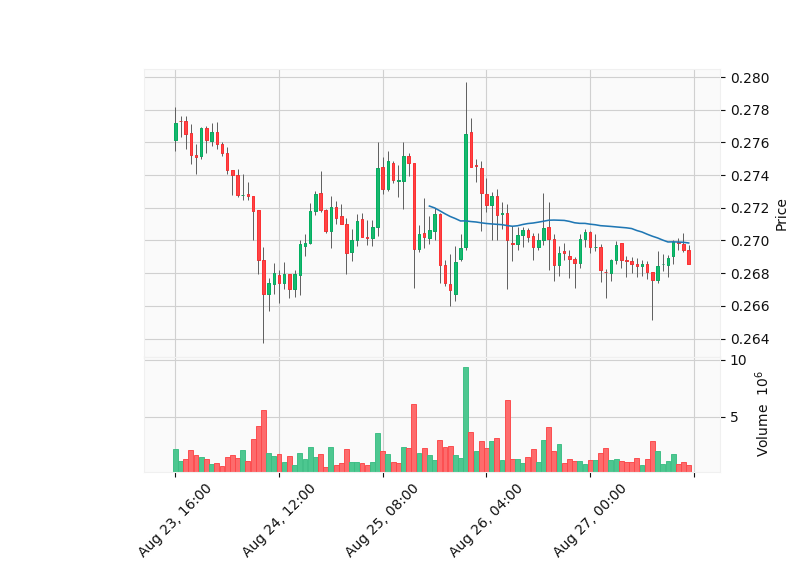 0.280
0.278
0.276
0.274
0.272
0.270
0.268
0.266
0.264
Price
10
5
Volume 10^6
Aug 23, 16:00
Aug 24, 12:00
Aug 25, 08:00
Aug 26, 04:00
Aug 27, 00:00